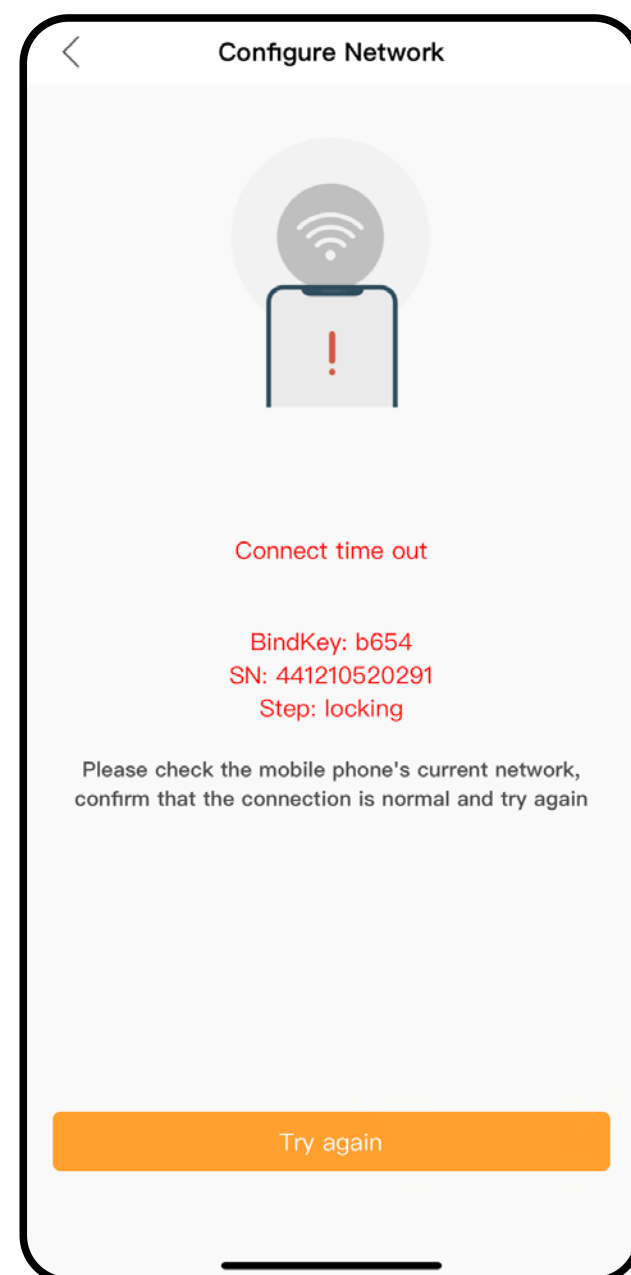 Configure Network
Connect time out
BindKey: b654
SN: 441210520291
Step: locking
Please check the mobile phone's current network,
confirm that the connection is normal and try again
Try again